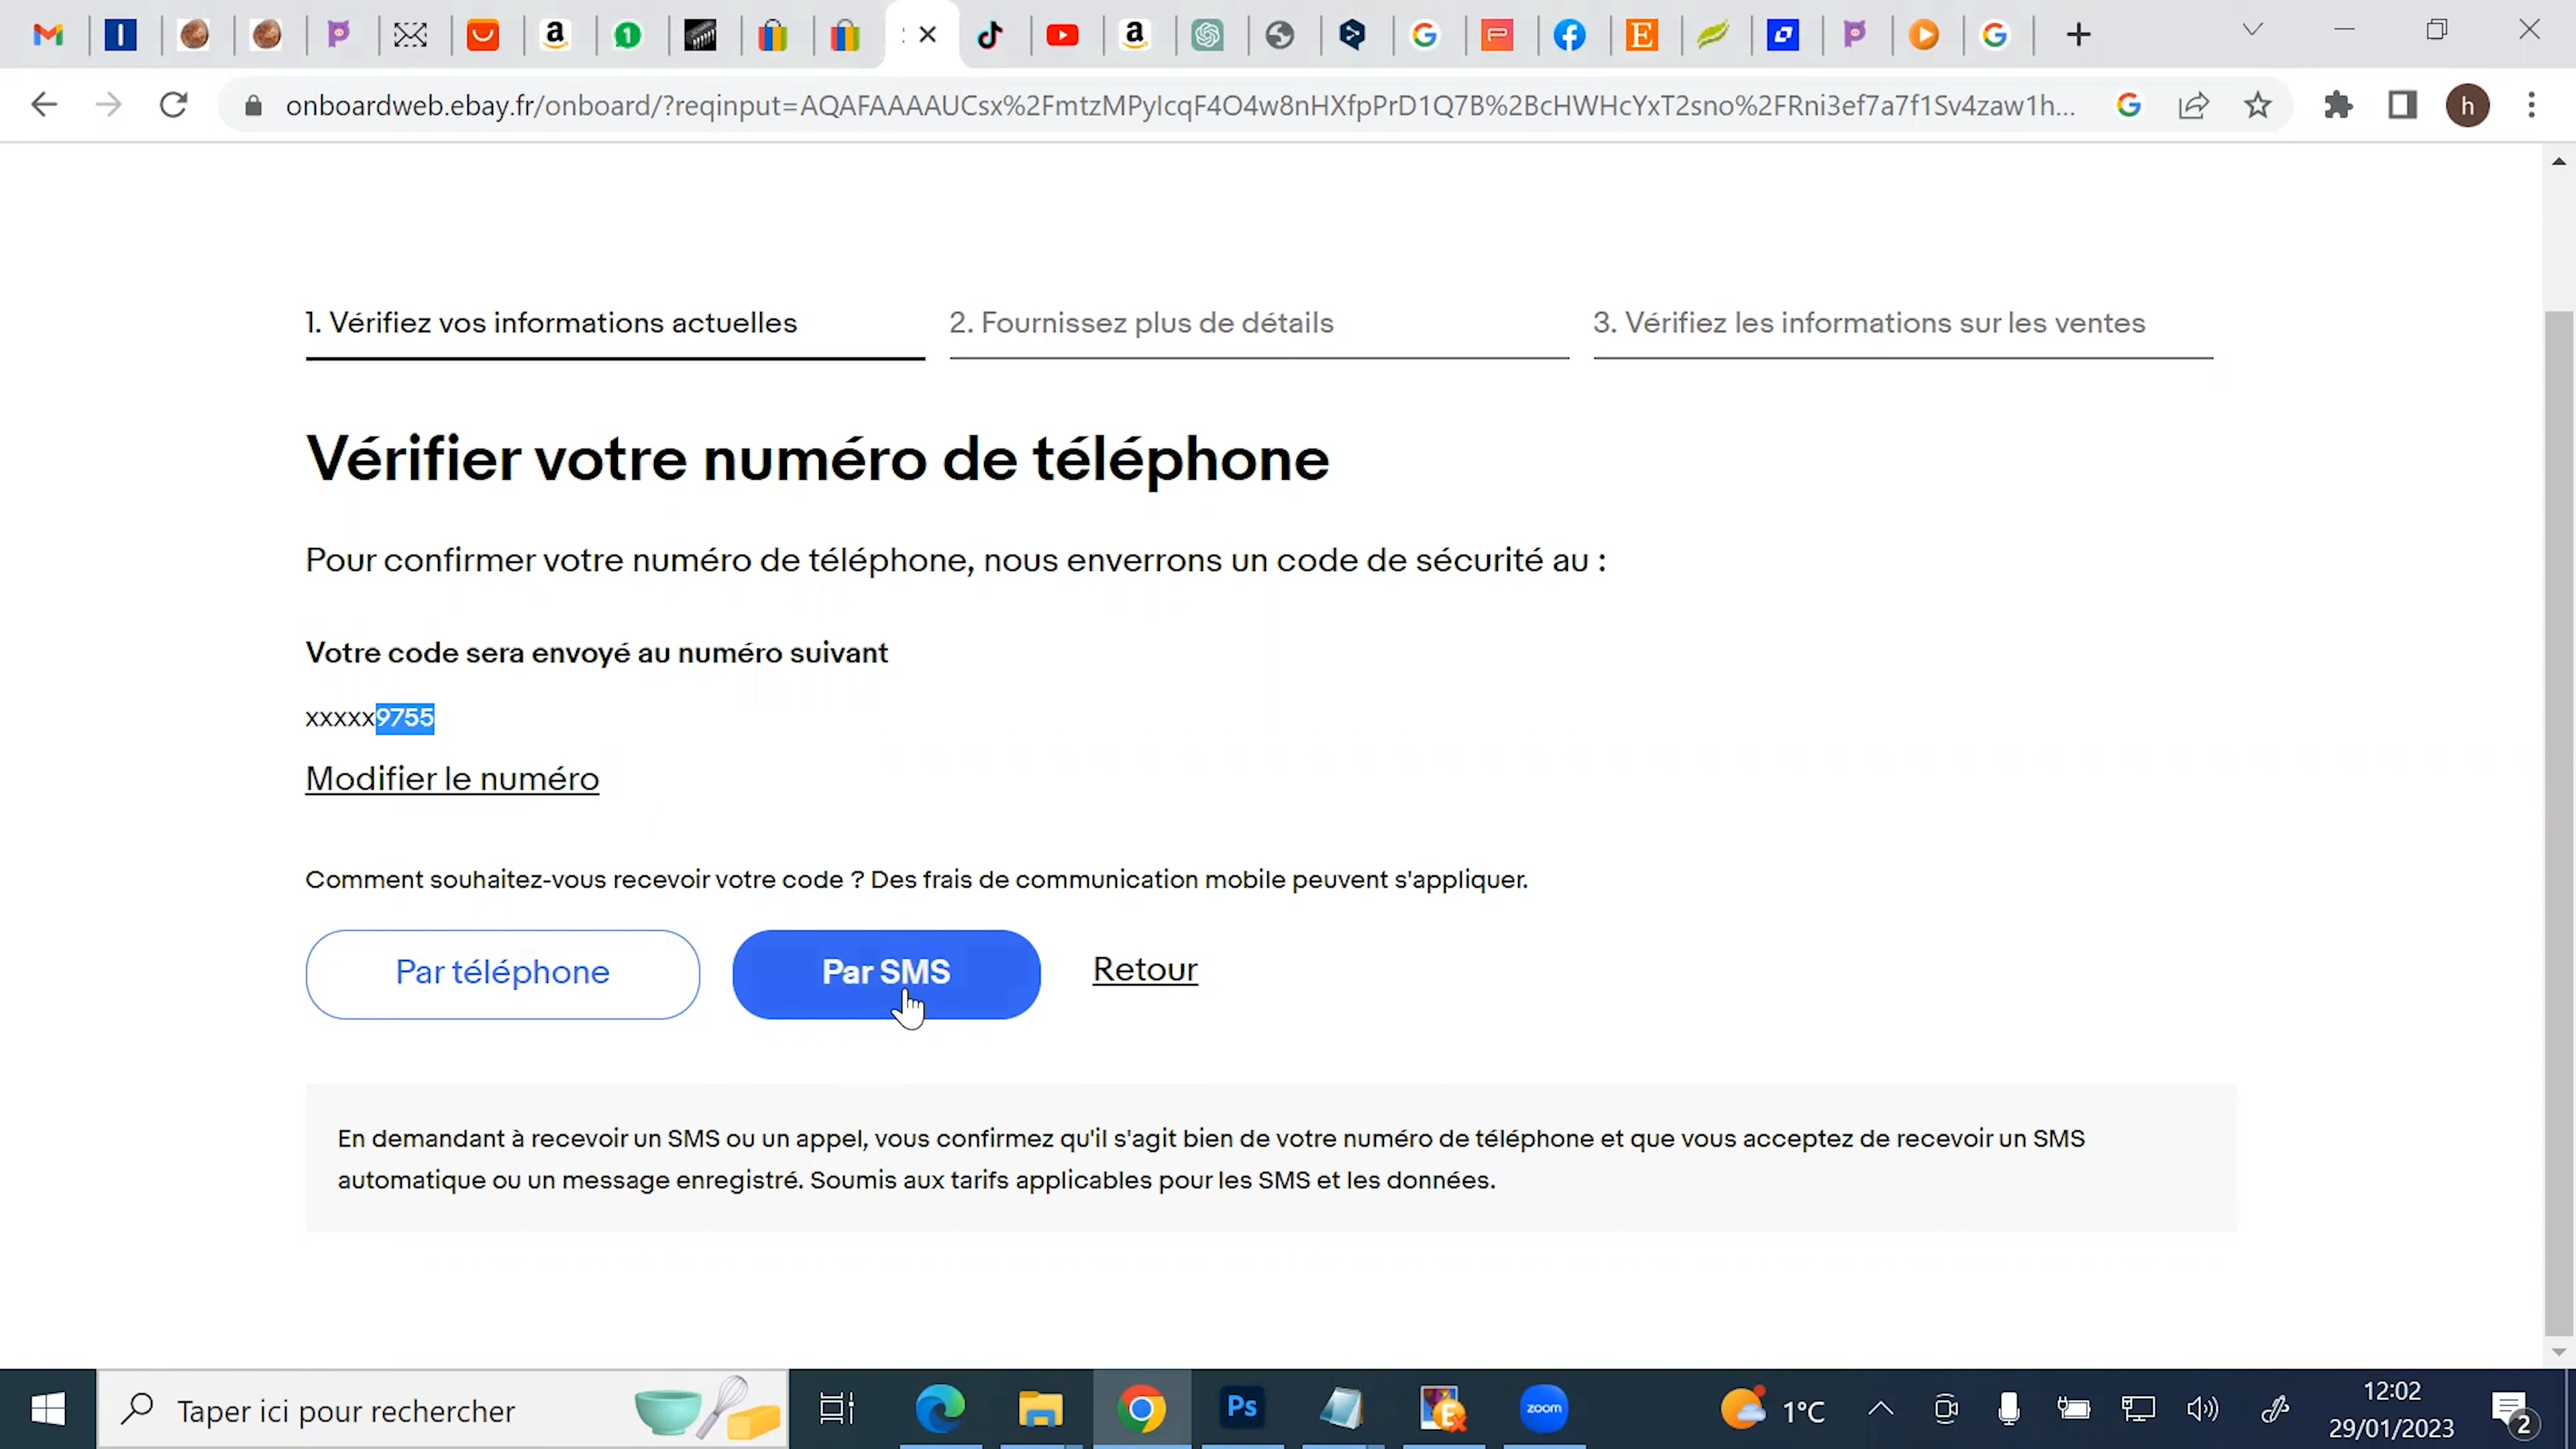 onboardweb.ebay.fr/onboard/?reqinput=AQAFAAAAUCsx%2FmtzMPyIcqF4O4w8nHXfpPrD1Q7B%2BcHWHcYxT2sno%2FRni3ef7a7f1Sv4zaw1h...
h
1. Vérifiez vos informations actuelles
2. Fournissez plus de détails
3. Vérifiez les informations sur les ventes
Vérifier votre numéro de téléphone
Pour confirmer votre numéro de téléphone, nous enverrons un code de sécurité au :
Votre code sera envoyé au numéro suivant
xxxxx9755
Modifier le numéro
Comment souhaitez-vous recevoir votre code ? Des frais de communication mobile peuvent s'appliquer.
Par téléphone
Par SMS
Retour
En demandant à recevoir un SMS ou un appel, vous confirmez qu'il s'agit bien de votre numéro de téléphone et que vous acceptez de recevoir un SMS
automatique ou un message enregistré. Soumis aux tarifs applicables pour les SMS et les données.
Taper ici pour rechercher
Ps
zoom
1°C
12:02
29/01/2023
2